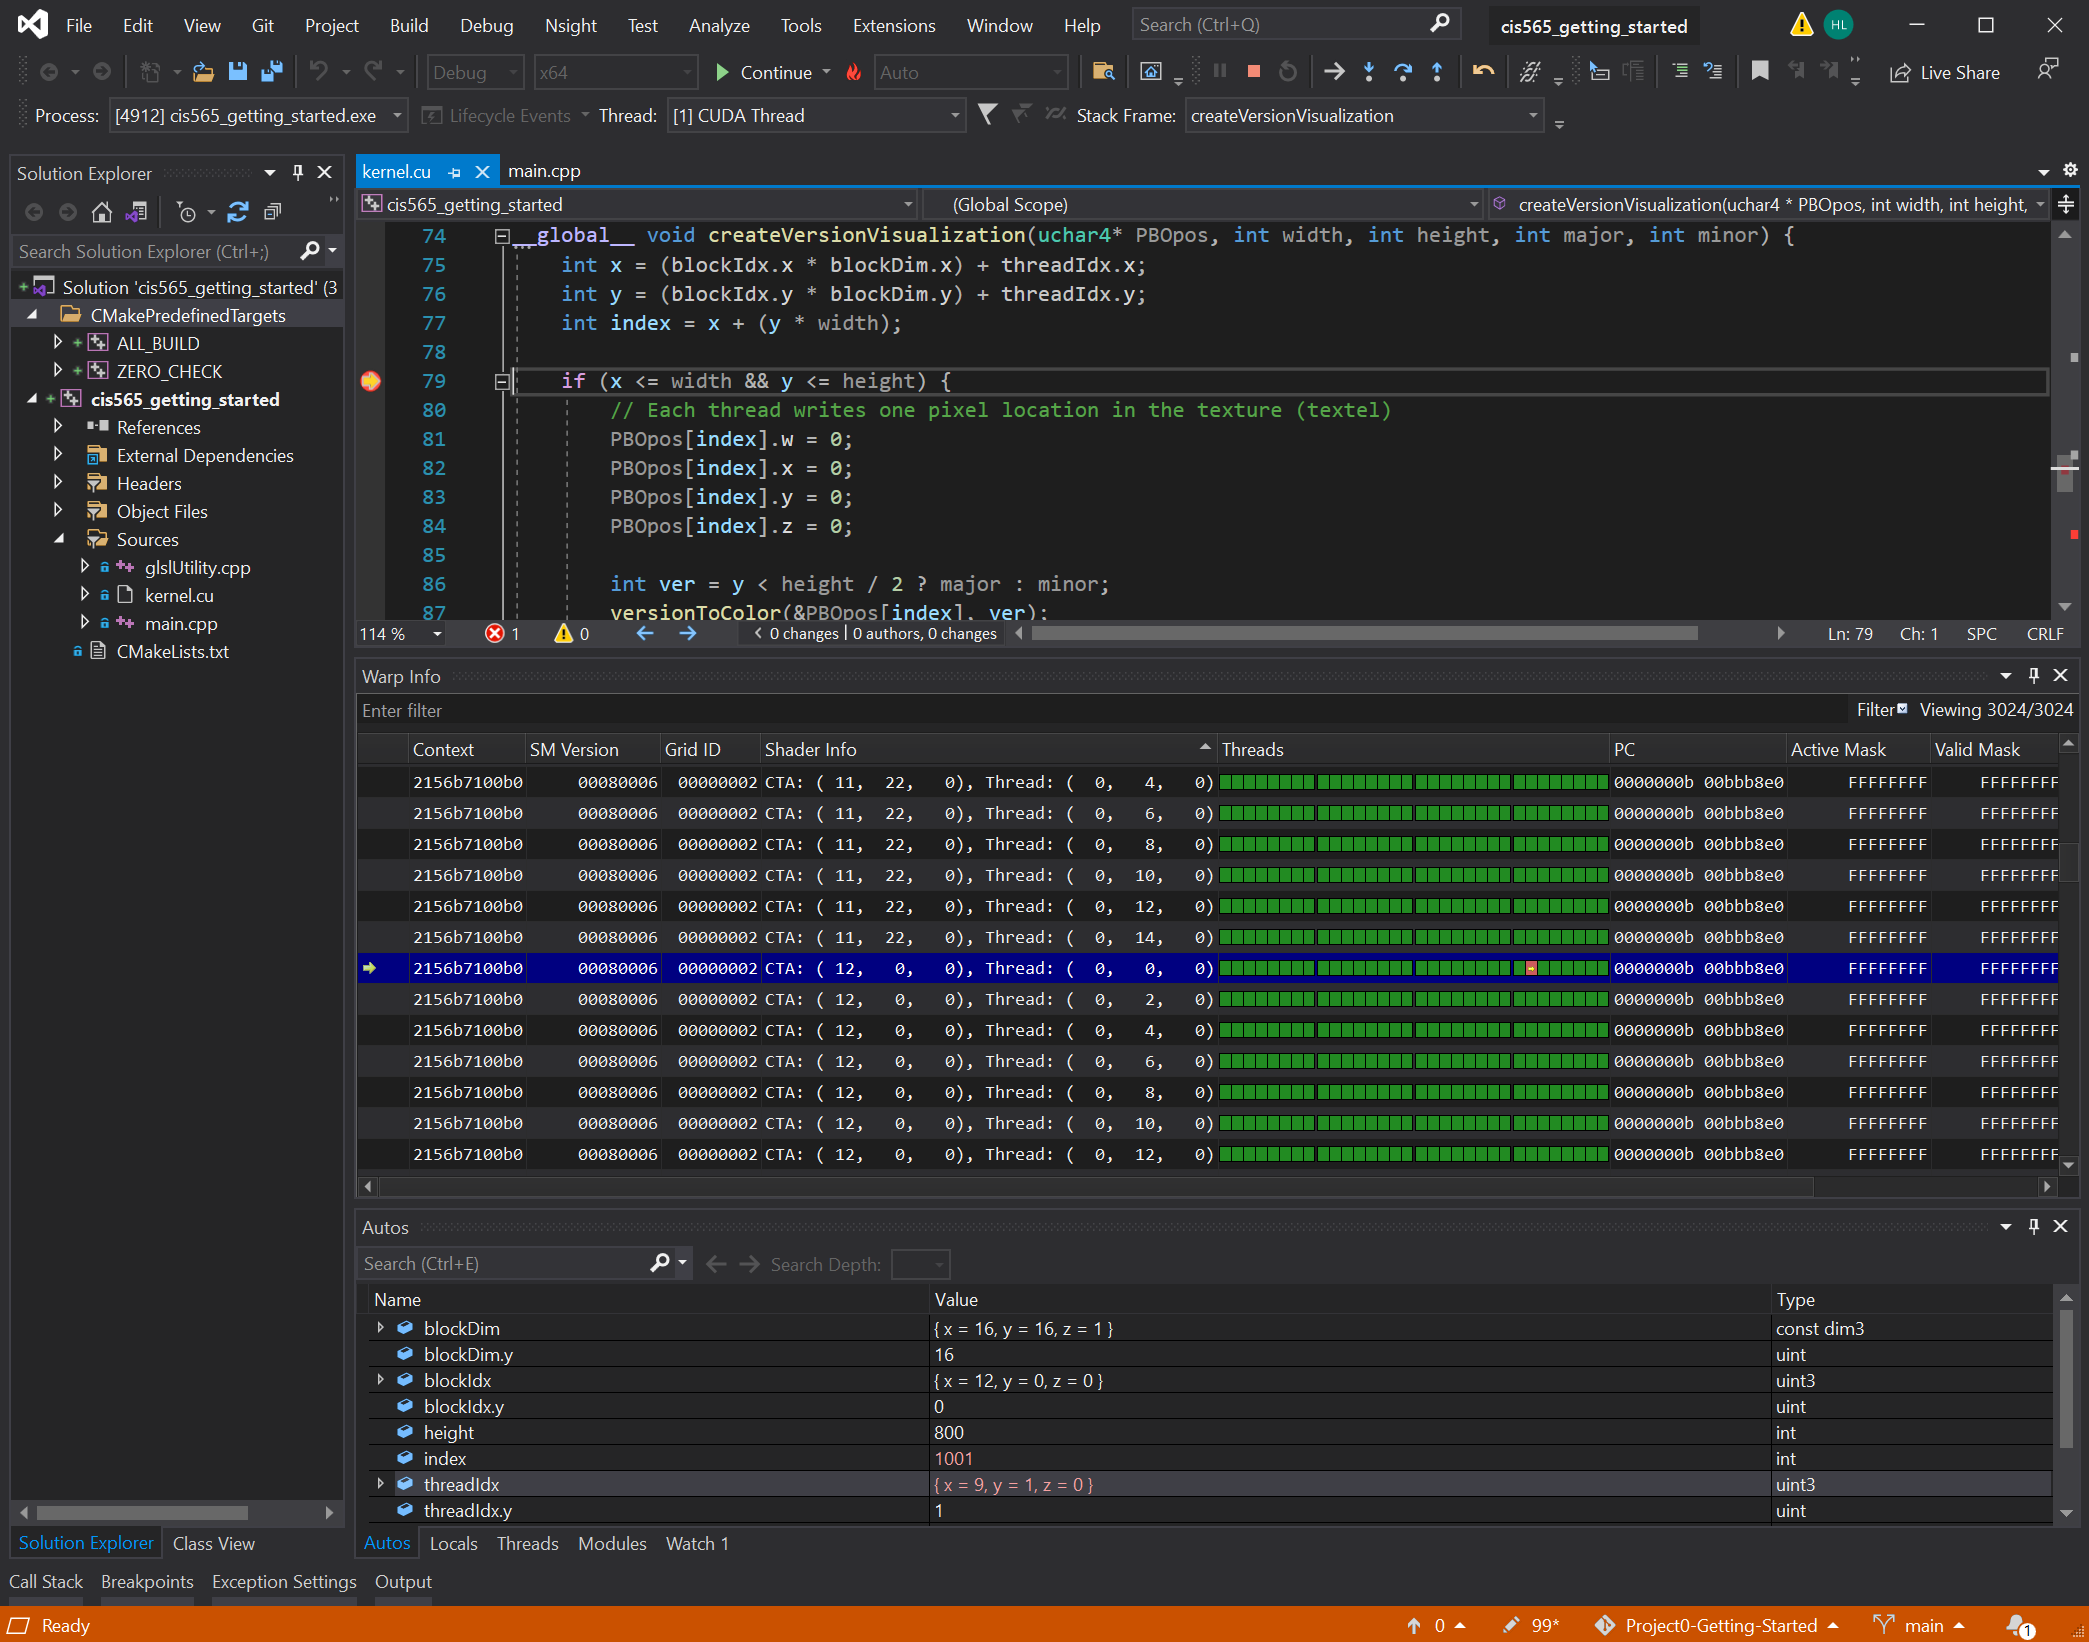 File Edit View Git Project Build Debug Nsight Test Analyze Tools Extensions Window Help Search (Ctrl+Q) cis565_getting_started HL
Debug x64 Continue Auto Live Share
Process: [4912] cis565_getting_started.exe Lifecycle Events Thread: [1] CUDA Thread Stack Frame: createVersionVisualization
Solution Explorer
Search Solution Explorer (Ctrl+;)
Solution 'cis565_getting_started' (3
CMakePredefinedTargets
ALL_BUILD
ZERO_CHECK
cis565_getting_started
References
External Dependencies
Headers
Object Files
Sources
glslUtility.cpp
kernel.cu
main.cpp
CMakeLists.txt
Solution Explorer Class View
kernel.cu main.cpp
cis565_getting_started (Global Scope) createVersionVisualization(uchar4 * PBOpos, int width, int height,
74 __global__ void createVersionVisualization(uchar4* PBOpos, int width, int height, int major, int minor) {
75 int x = (blockIdx.x * blockDim.x) + threadIdx.x;
76 int y = (blockIdx.y * blockDim.y) + threadIdx.y;
77 int index = x + (y * width);
78
79 if (x <= width && y <= height) {
80 // Each thread writes one pixel location in the texture (textel)
81 PBOpos[index].w = 0;
82 PBOpos[index].x = 0;
83 PBOpos[index].y = 0;
84 PBOpos[index].z = 0;
85
86 int ver = y < height / 2 ? major : minor;
87 versionToColor(&PBOpos[index], ver);
114 % 1 0 0 changes | 0 authors, 0 changes Ln: 79 Ch: 1 SPC CRLF
Warp Info
Enter filter Filter Viewing 3024/3024
Context SM Version Grid ID Shader Info Threads PC Active Mask Valid Mask
2156b7100b0 00080006 00000002 CTA: ( 11, 22, 0), Thread: ( 0, 4, 0) 0000000b 00bbb8e0 FFFFFFFF FFFFFFFF
2156b7100b0 00080006 00000002 CTA: ( 11, 22, 0), Thread: ( 0, 6, 0) 0000000b 00bbb8e0 FFFFFFFF FFFFFFFF
2156b7100b0 00080006 00000002 CTA: ( 11, 22, 0), Thread: ( 0, 8, 0) 0000000b 00bbb8e0 FFFFFFFF FFFFFFFF
2156b7100b0 00080006 00000002 CTA: ( 11, 22, 0), Thread: ( 0, 10, 0) 0000000b 00bbb8e0 FFFFFFFF FFFFFFFF
2156b7100b0 00080006 00000002 CTA: ( 11, 22, 0), Thread: ( 0, 12, 0) 0000000b 00bbb8e0 FFFFFFFF FFFFFFFF
2156b7100b0 00080006 00000002 CTA: ( 11, 22, 0), Thread: ( 0, 14, 0) 0000000b 00bbb8e0 FFFFFFFF FFFFFFFF
2156b7100b0 00080006 00000002 CTA: ( 12, 0, 0), Thread: ( 0, 0, 0) 0000000b 00bbb8e0 FFFFFFFF FFFFFFFF
2156b7100b0 00080006 00000002 CTA: ( 12, 0, 0), Thread: ( 0, 2, 0) 0000000b 00bbb8e0 FFFFFFFF FFFFFFFF
2156b7100b0 00080006 00000002 CTA: ( 12, 0, 0), Thread: ( 0, 4, 0) 0000000b 00bbb8e0 FFFFFFFF FFFFFFFF
2156b7100b0 00080006 00000002 CTA: ( 12, 0, 0), Thread: ( 0, 6, 0) 0000000b 00bbb8e0 FFFFFFFF FFFFFFFF
2156b7100b0 00080006 00000002 CTA: ( 12, 0, 0), Thread: ( 0, 8, 0) 0000000b 00bbb8e0 FFFFFFFF FFFFFFFF
2156b7100b0 00080006 00000002 CTA: ( 12, 0, 0), Thread: ( 0, 10, 0) 0000000b 00bbb8e0 FFFFFFFF FFFFFFFF
2156b7100b0 00080006 00000002 CTA: ( 12, 0, 0), Thread: ( 0, 12, 0) 0000000b 00bbb8e0 FFFFFFFF FFFFFFFF
Autos
Search (Ctrl+E) Search Depth:
Name Value Type
blockDim { x = 16, y = 16, z = 1 } const dim3
blockDim.y 16 uint
blockIdx { x = 12, y = 0, z = 0 } uint3
blockIdx.y 0 uint
height 800 int
index 1001 int
threadIdx { x = 9, y = 1, z = 0 } uint3
threadIdx.y 1 uint
Autos Locals Threads Modules Watch 1
Call Stack Breakpoints Exception Settings Output
Ready 0 99* Project0-Getting-Started main 1